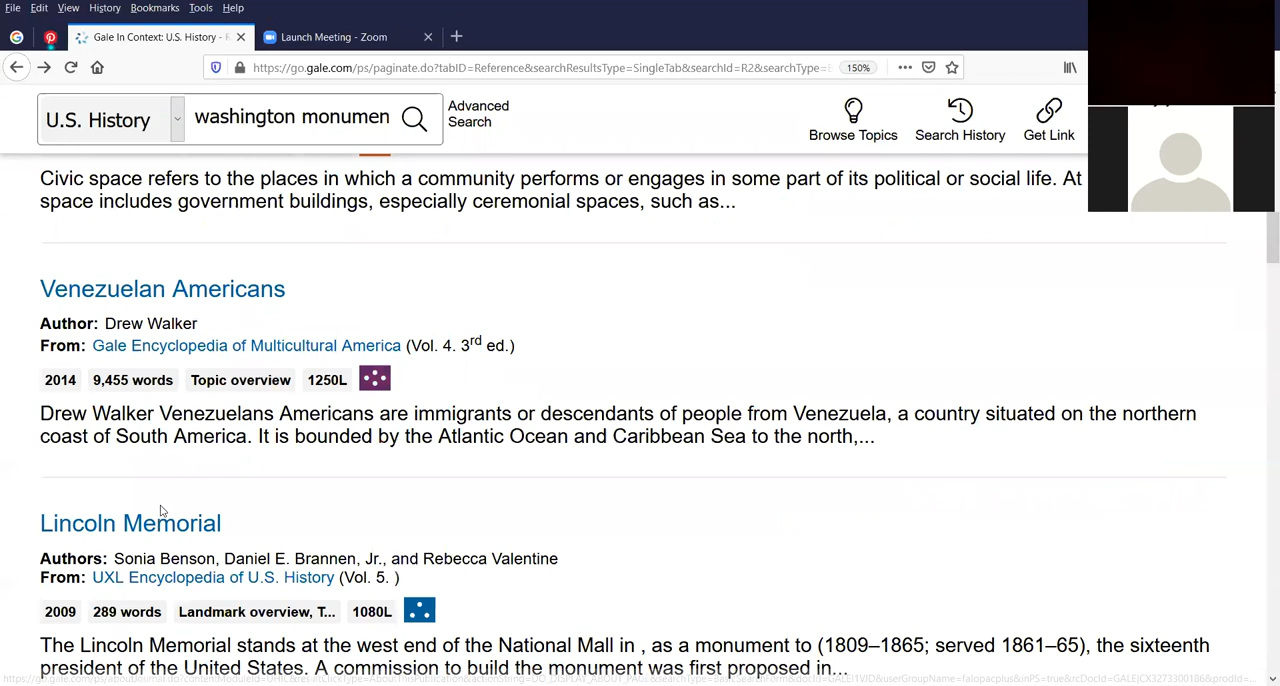 File Edit View History Bookmarks Tools Help
Gale In Context: U.S. History - R
Launch Meeting - Zoom
https://go.gale.com/ps/paginate.do?tabID=Reference&searchResultsType=SingleTab&searchId=R2&searchType=
150%
U.S. History
washington monumen
Advanced
Search
Browse Topics
Search History
Get Link
Civic space refers to the places in which a community performs or engages in some part of its political or social life. At
space includes government buildings, especially ceremonial spaces, such as...
Venezuelan Americans
Author: Drew Walker
From: Gale Encyclopedia of Multicultural America (Vol. 4. 3rd ed.)
2014 9,455 words Topic overview 1250L
Drew Walker Venezuelans Americans are immigrants or descendants of people from Venezuela, a country situated on the northern
coast of South America. It is bounded by the Atlantic Ocean and Caribbean Sea to the north,...
Lincoln Memorial
Authors: Sonia Benson, Daniel E. Brannen, Jr., and Rebecca Valentine
From: UXL Encyclopedia of U.S. History (Vol. 5. )
2009 289 words Landmark overview, T... 1080L
The Lincoln Memorial stands at the west end of the National Mall in , as a monument to (1809–1865; served 1861–65), the sixteenth
president of the United States. A commission to build the monument was first proposed in...